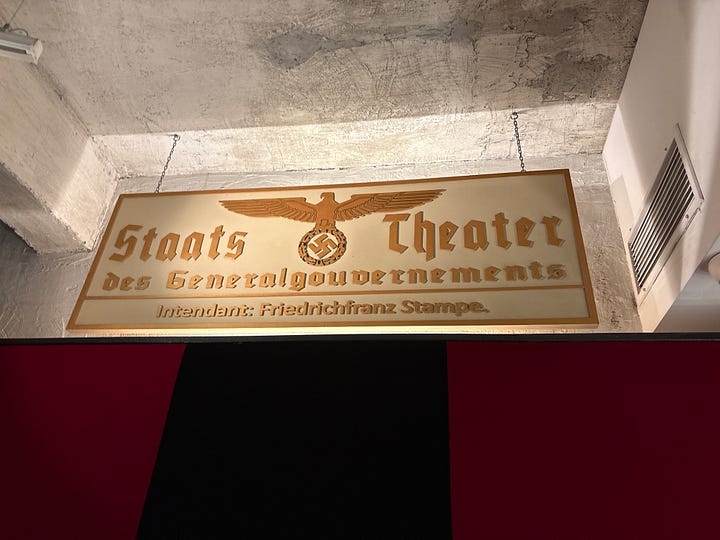 Staats Theater
des Generalgouvernements
Intendant: Friedrichfranz Stampe.